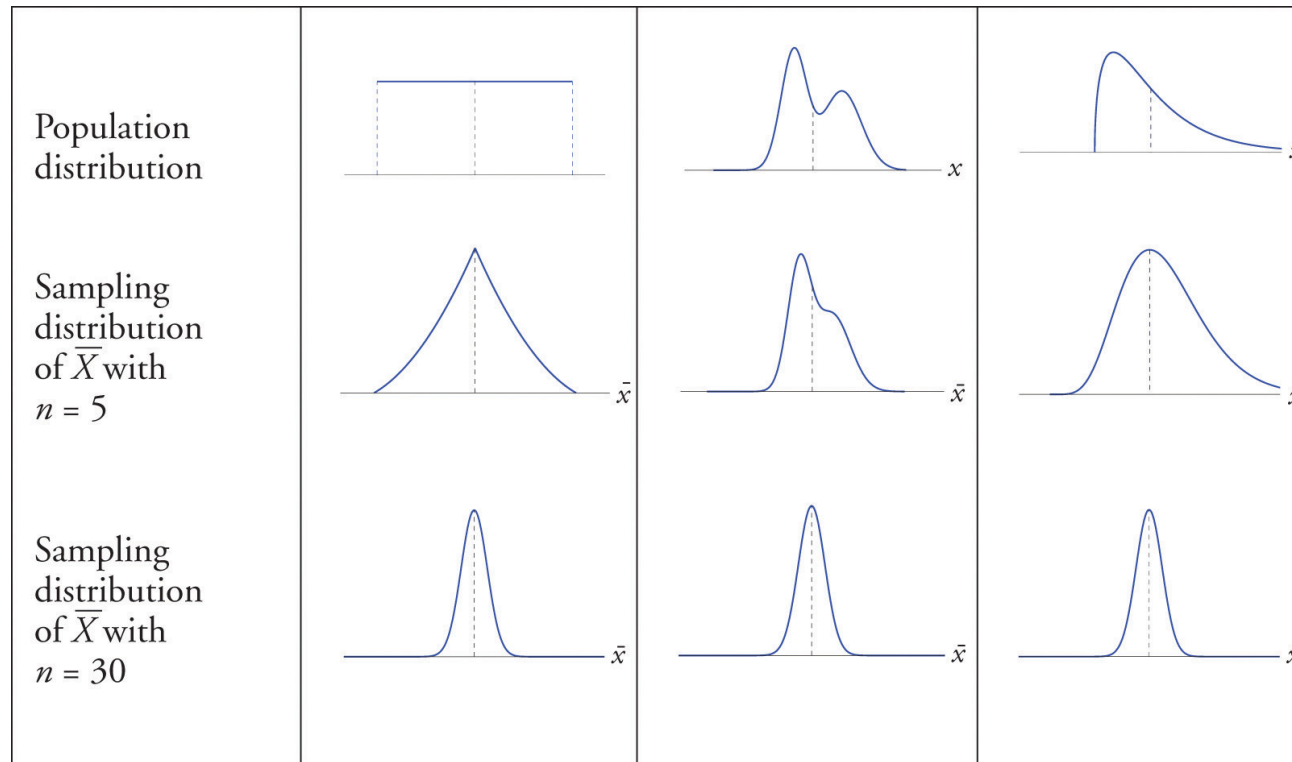 Population
distribution
x
x
Sampling
distribution
of X̅ with
n = 5
x̄
x̄
Sampling
distribution
of X̅ with
n = 30
x̄
x̄